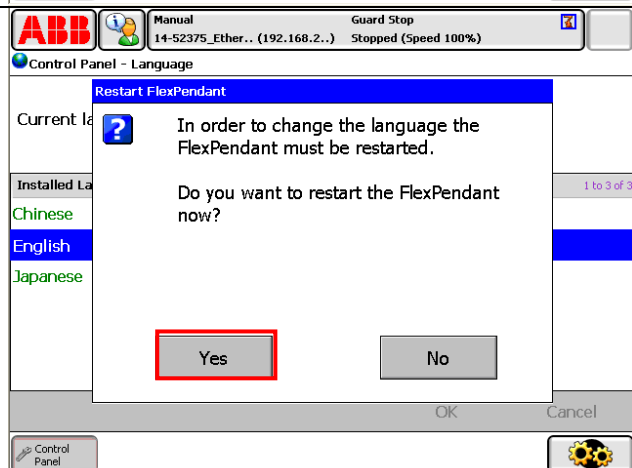 ABB
Manual
14-52375_Ether.. (192.168.2..)
Guard Stop
Stopped (Speed 100%)
Control Panel - Language
Restart FlexPendant
Current la
In order to change the language the
FlexPendant must be restarted.
Do you want to restart the FlexPendant
now?
Installed La
1 to 3 of 3
Chinese
English
Japanese
Yes
No
OK
Cancel
Control
Panel